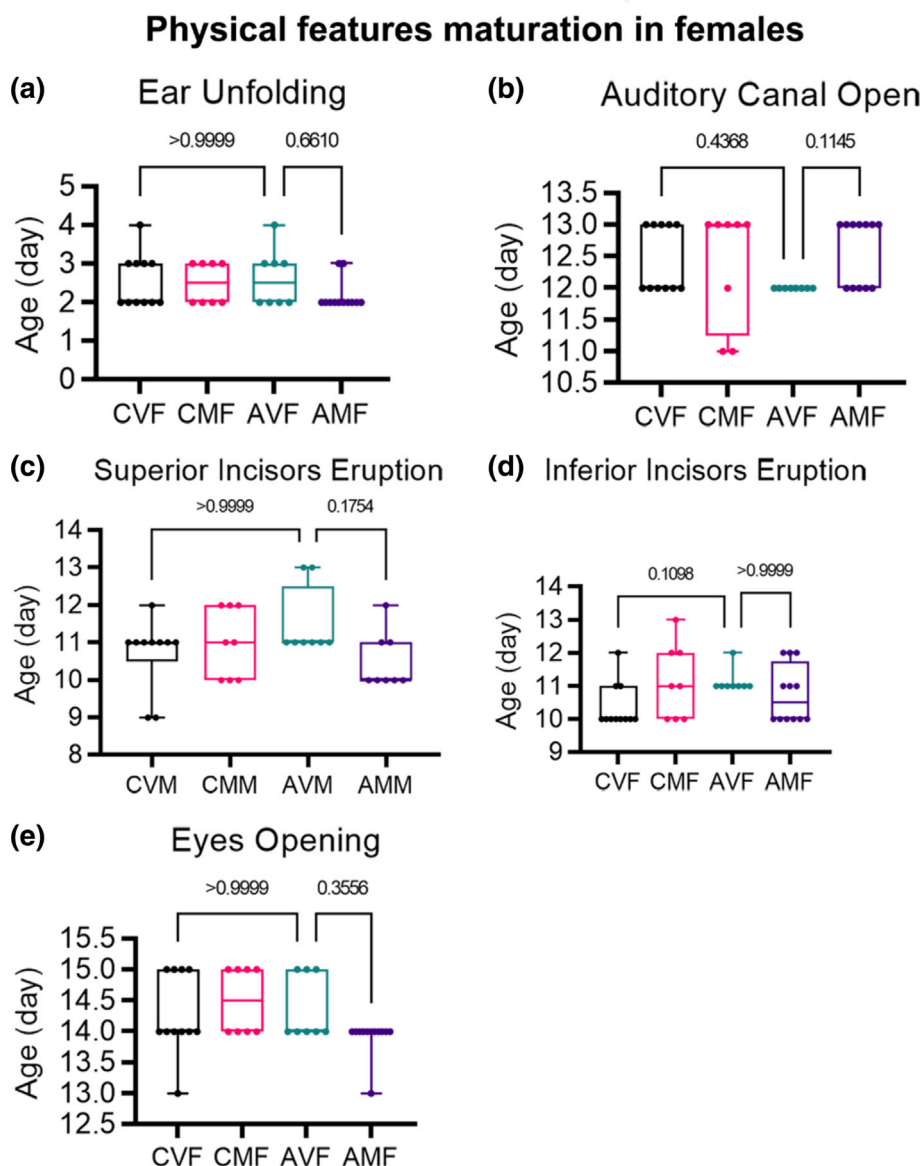 Physical features maturation in females
(a)
Ear Unfolding
>0.9999
0.6610
Age (day)
5
4
3
2
1
0
CVF
CMF
AVF
AMF
(b)
Auditory Canal Open
0.4368
0.1145
Age (day)
13.5
13.0
12.5
12.0
11.5
11.0
10.5
CVF
CMF
AVF
AMF
(c)
Superior Incisors Eruption
>0.9999
0.1754
Age (day)
14
13
12
11
10
9
8
CVM
CMM
AVM
AMM
(d)
Inferior Incisors Eruption
0.1098
>0.9999
Age (day)
14
13
12
11
10
9
CVF
CMF
AVF
AMF
(e)
Eyes Opening
>0.9999
0.3556
Age (day)
15.5
15.0
14.5
14.0
13.5
13.0
12.5
CVF
CMF
AVF
AMF